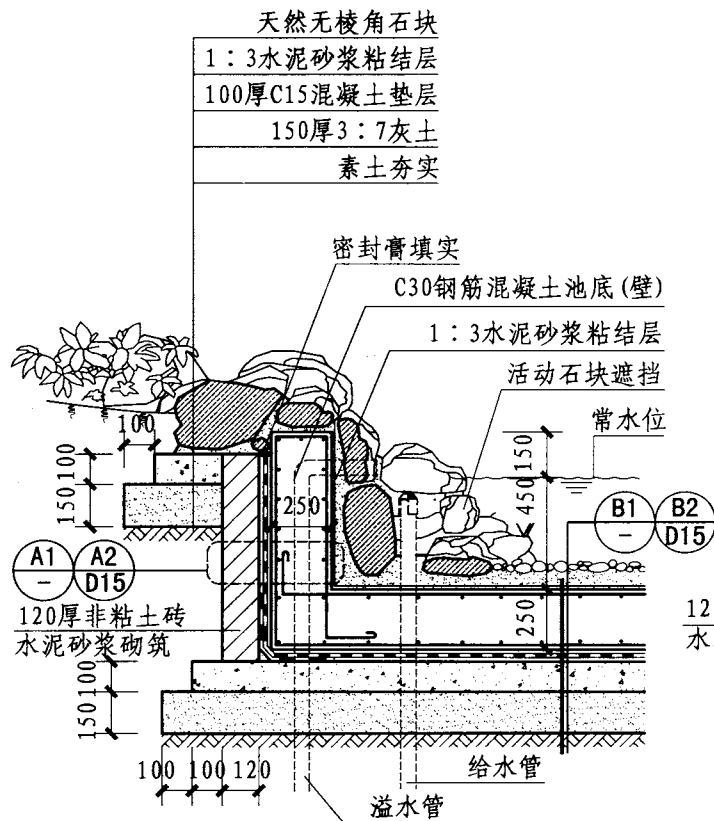 天然无棱角石块
1：3水泥砂浆粘结层
100厚C15混凝土垫层
150厚3：7灰土
素土夯实
密封膏填实
C30钢筋混凝土池底(壁)
1：3水泥砂浆粘结层
活动石块遮挡
常水位
100
150 100
150
450
250
B1
-
B2
D15
A1
-
A2
D15
120厚非粘土砖
水泥砂浆砌筑
250
12
水
150 100
100 100 120
给水管
溢水管